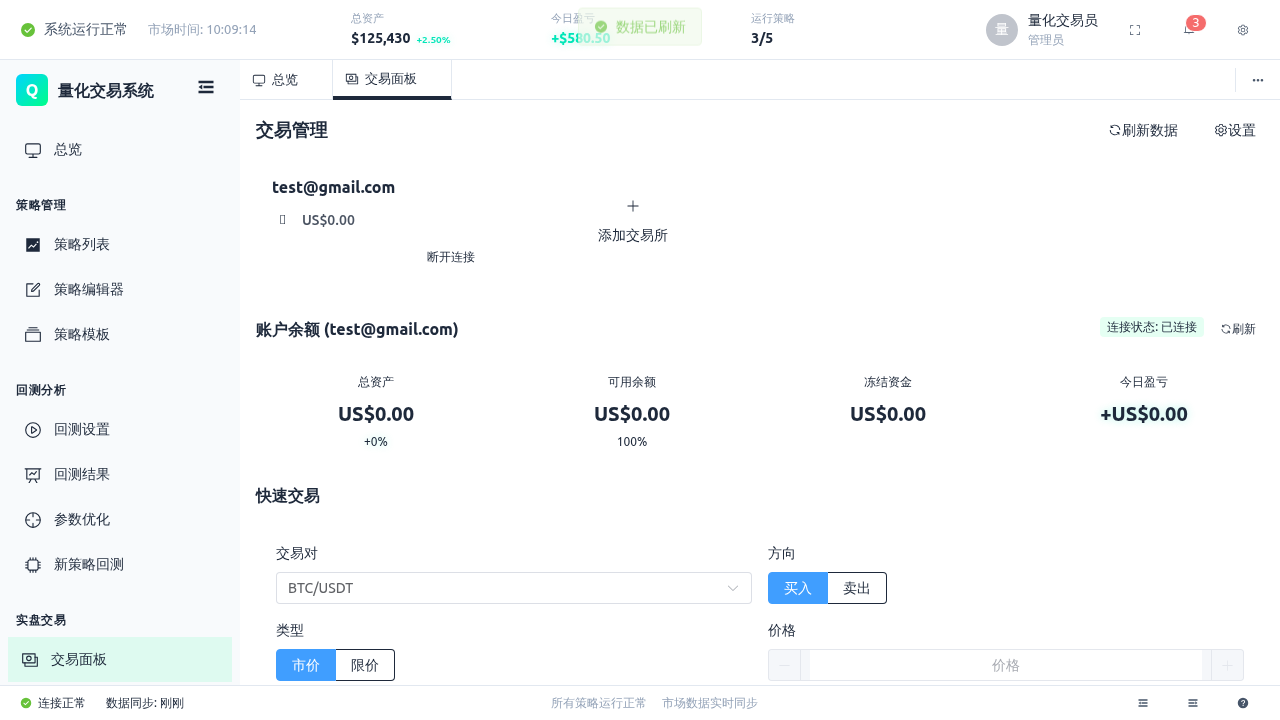 系统运行正常
市场时间: 10:09:14
总资产
$125,430 +2.50%
今日盈亏
+$580.50
数据已刷新
运行策略
3/5
量
量化交易员
管理员
3
Q
量化交易系统
总览
策略管理
策略列表
策略编辑器
策略模板
回测分析
回测设置
回测结果
参数优化
新策略回测
实盘交易
交易面板
总览
交易面板
交易管理
刷新数据
设置
test@gmail.com
US$0.00
断开连接
添加交易所
账户余额 (test@gmail.com)
连接状态: 已连接
刷新
总资产
US$0.00
+0%
可用余额
US$0.00
100%
冻结资金
US$0.00
今日盈亏
+US$0.00
快速交易
交易对
BTC/USDT
方向
买入
卖出
类型
市价
限价
价格
价格
连接正常
数据同步: 刚刚
所有策略运行正常
市场数据实时同步